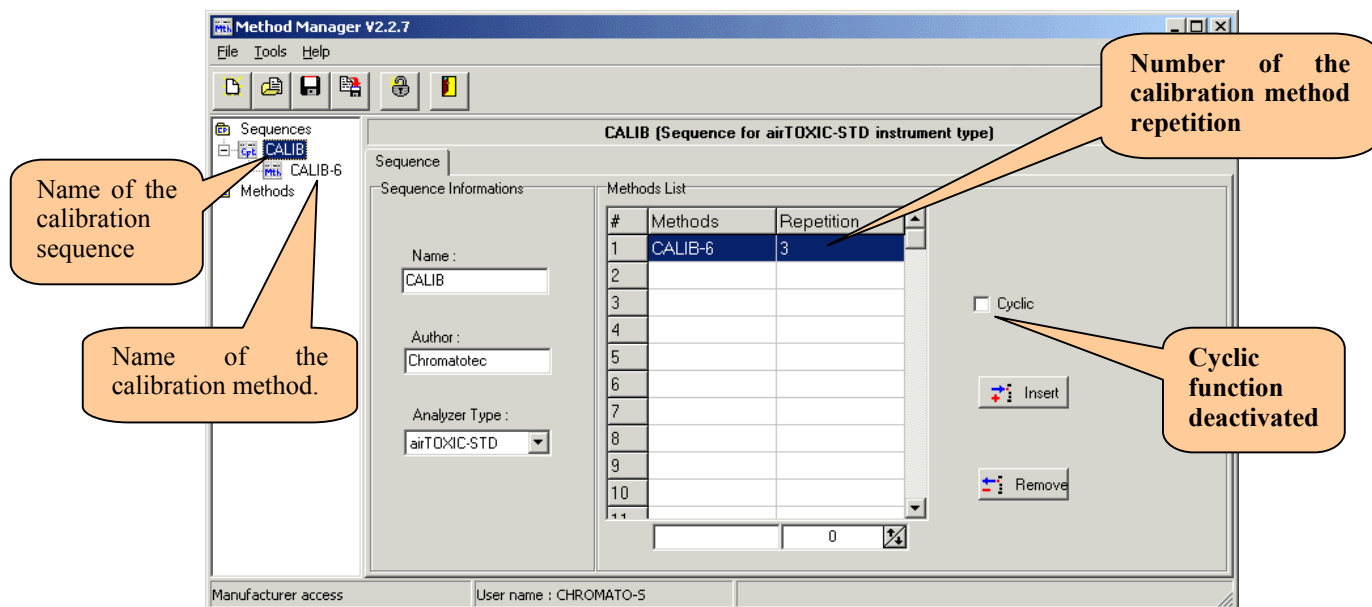 Method Manager V2.2.7
File Tools Help
Number of the
calibration method
repetition
Sequences
CALIB
CALIB-6
Methods
CALIB (Sequence for airTOXIC-STD instrument type)
Name of the
calibration
sequence
Name of the
calibration method.
Sequence
Sequence Informations
Name :
CALIB
Author :
Chromatotec
Analyzer Type :
airTOXIC-STD
Methods List
# Methods Repetition
1 CALIB-6 3
2
3
4
5
6
7
8
9
10
11
0
Cyclic
Insert
Remove
Cyclic
function
deactivated
Manufacturer access
User name : CHROMATO-S